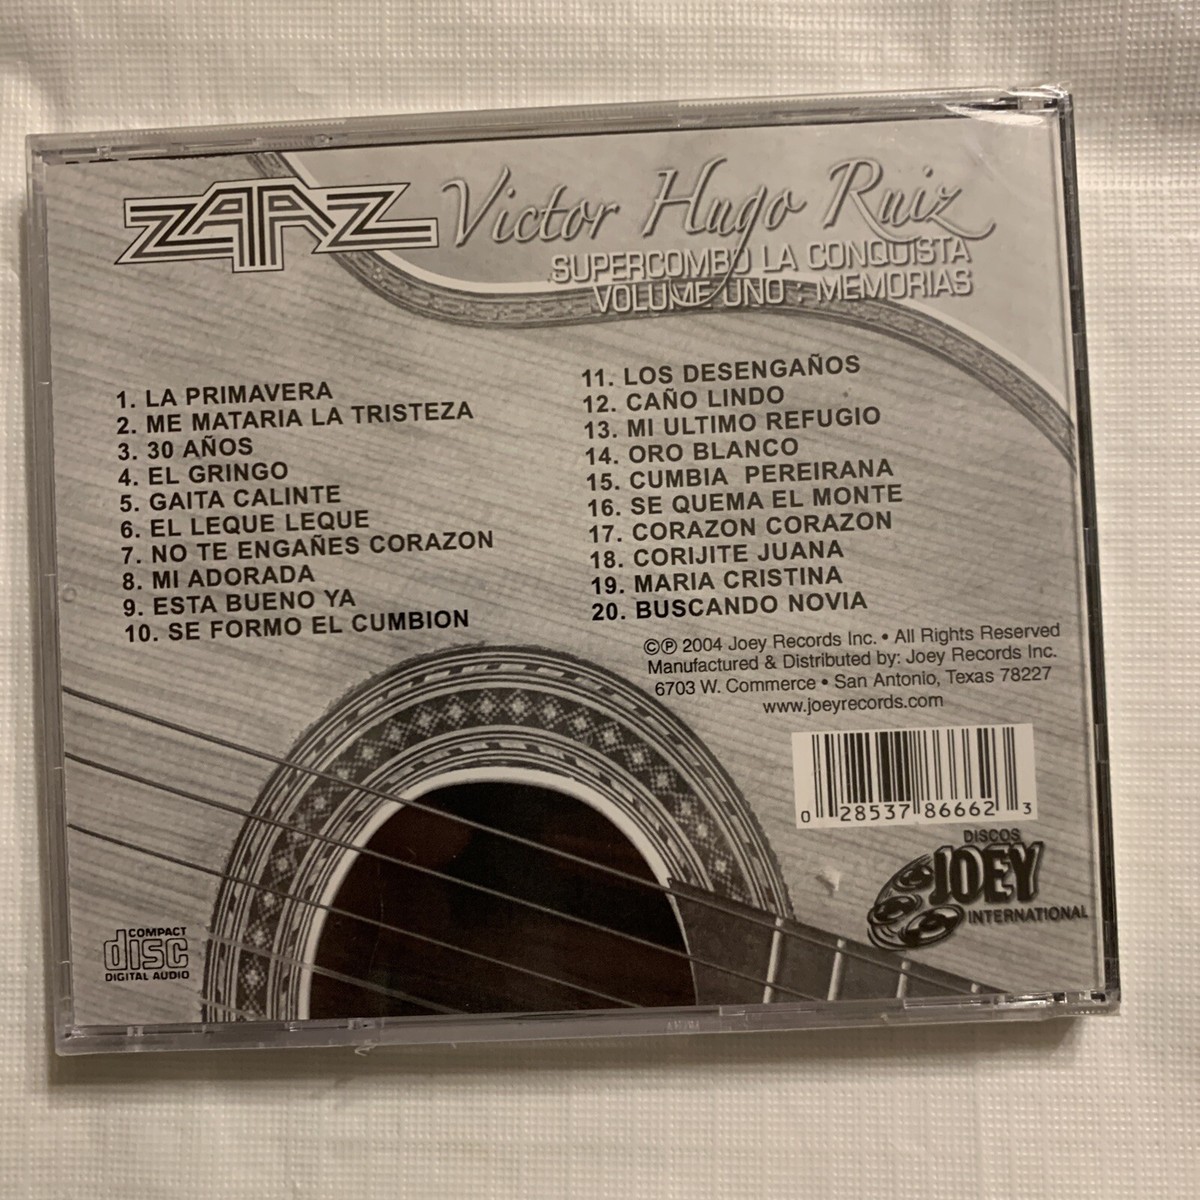 ZAAZ
Victor Hugo Ruiz
SUPERCOMBO LA CONQUISTA
VOLUME UNO : MEMORIAS
1. LA PRIMAVERA
2. ME MATARIA LA TRISTEZA
3. 30 AÑOS
4. EL GRINGO
5. GAITA CALINTE
6. EL LEQUE LEQUE
7. NO TE ENGAÑES CORAZON
8. MI ADORADA
9. ESTA BUENO YA
10. SE FORMO EL CUMBION
11. LOS DESENGAÑOS
12. CAÑO LINDO
13. MI ULTIMO REFUGIO
14. ORO BLANCO
15. CUMBIA PEREIRANA
16. SE QUEMA EL MONTE
17. CORAZON CORAZON
18. CORIJITE JUANA
19. MARIA CRISTINA
20. BUSCANDO NOVIA
©℗ 2004 Joey Records Inc. • All Rights Reserved
Manufactured & Distributed by: Joey Records Inc.
6703 W. Commerce • San Antonio, Texas 78227
www.joeyrecords.com
0 28537 86662 3
DISCOS
JOEY
INTERNATIONAL
COMPACT
disc
DIGITAL AUDIO